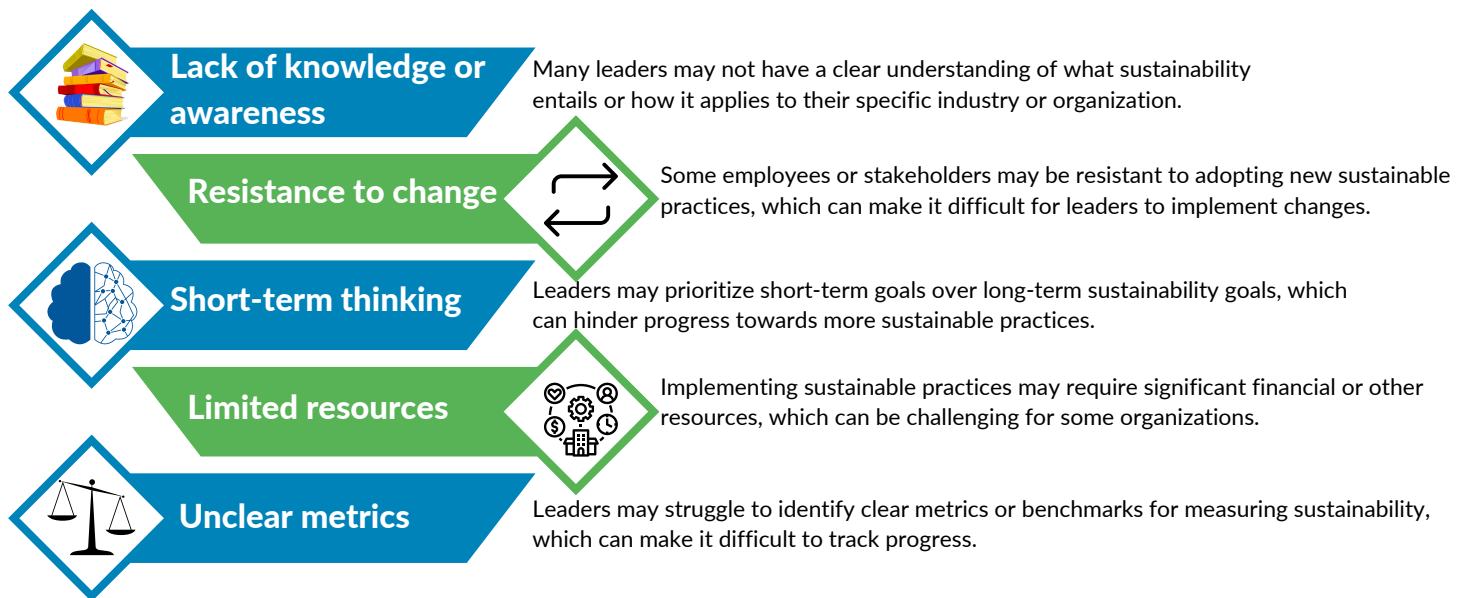 Lack of knowledge or
awareness
Many leaders may not have a clear understanding of what sustainability
entails or how it applies to their specific industry or organization.
Resistance to change
Some employees or stakeholders may be resistant to adopting new sustainable
practices, which can make it difficult for leaders to implement changes.
Short-term thinking
Leaders may prioritize short-term goals over long-term sustainability goals, which
can hinder progress towards more sustainable practices.
Limited resources
Implementing sustainable practices may require significant financial or other
resources, which can be challenging for some organizations.
Unclear metrics
Leaders may struggle to identify clear metrics or benchmarks for measuring sustainability,
which can make it difficult to track progress.